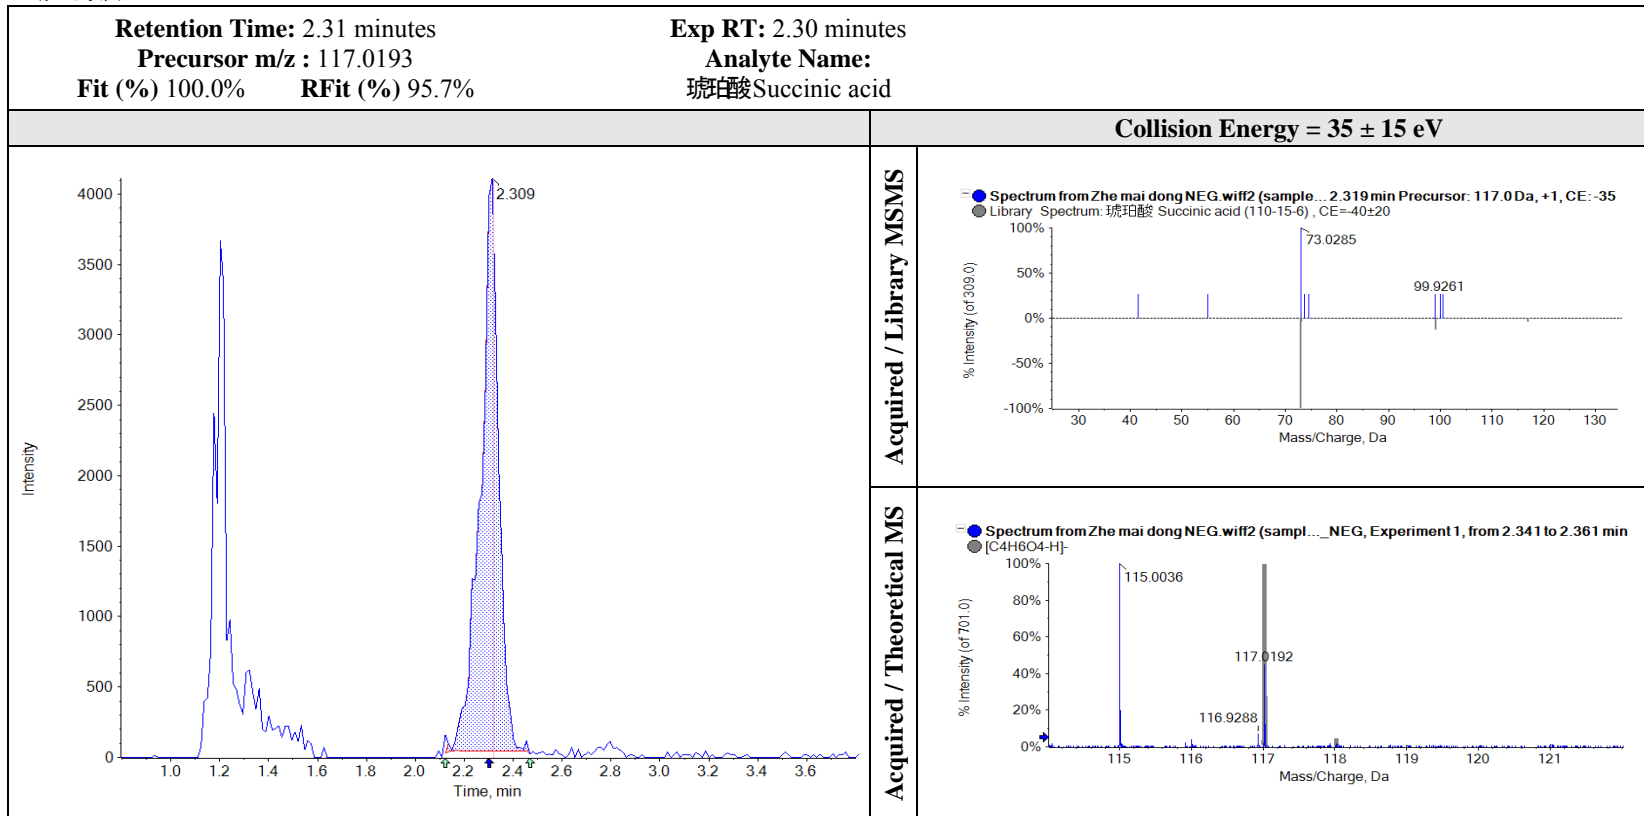 Retention Time: 2.31 minutes
Exp RT: 2.30 minutes
Precursor m/z : 117.0193
Analyte Name:
Fit (%) 100.0% RFit (%) 95.7%
琥珀酸Succinic acid
Collision Energy = 35 ± 15 eV
4000
3500
3000
2500
2000
1500
1000
500
0
Intensity
2.309
1.0 1.2 1.4 1.6 1.8 2.0 2.2 2.4 2.6 2.8 3.0 3.2 3.4 3.6
Time, min
Acquired / Library MSMS
Spectrum from Zhe mai dong NEG.wiff2 (sample... 2.319 min Precursor: 117.0 Da, +1, CE: -35
Library Spectrum: 琥珀酸 Succinic acid (110-15-6) , CE=-40±20
100%
50%
0%
-50%
-100%
% Intensity (of 309.0)
73.0285
99.9261
30 40 50 60 70 80 90 100 110 120 130
Mass/Charge, Da
Acquired / Theoretical MS
Spectrum from Zhe mai dong NEG.wiff2 (sampl..._NEG, Experiment 1, from 2.341 to 2.361 min
[C4H6O4-H]-
100%
80%
60%
40%
20%
0%
% Intensity (of 701.0)
115.0036
117.0192
116.9288
115 116 117 118 119 120 121
Mass/Charge, Da